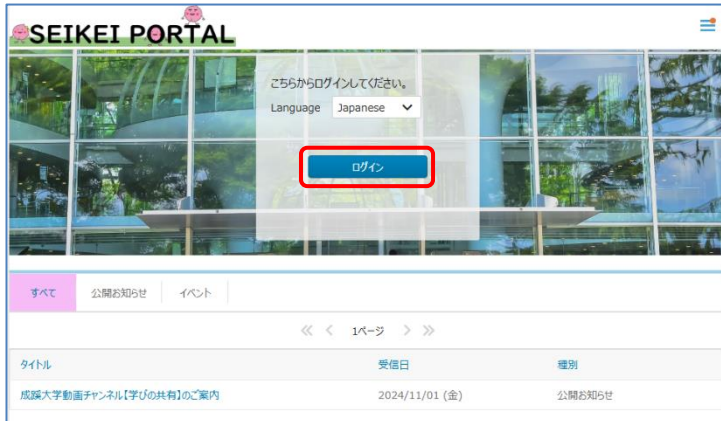 SEIKEI PORTAL
こちらからログインしてください。
Language Japanese
ログイン
すべて 公開お知らせ イベント
≪ < 1ページ > ≫
タイトル 受信日 種別
成蹊大学動画チャンネル【学びの共有】のご案内 2024/11/01 (金) 公開お知らせ